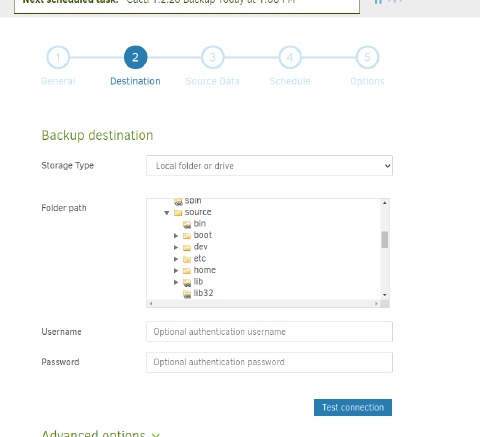 Next scheduled task: Cacti 1.2.26 Backup Today at 1:00 PM
1
2
3
4
5
General
Destination
Source Data
Schedule
Options
Backup destination
Storage Type
Local folder or drive
Folder path
sbin
source
bin
boot
dev
etc
home
lib
lib32
Username
Optional authentication username
Password
Optional authentication password
Test connection
Advanced options